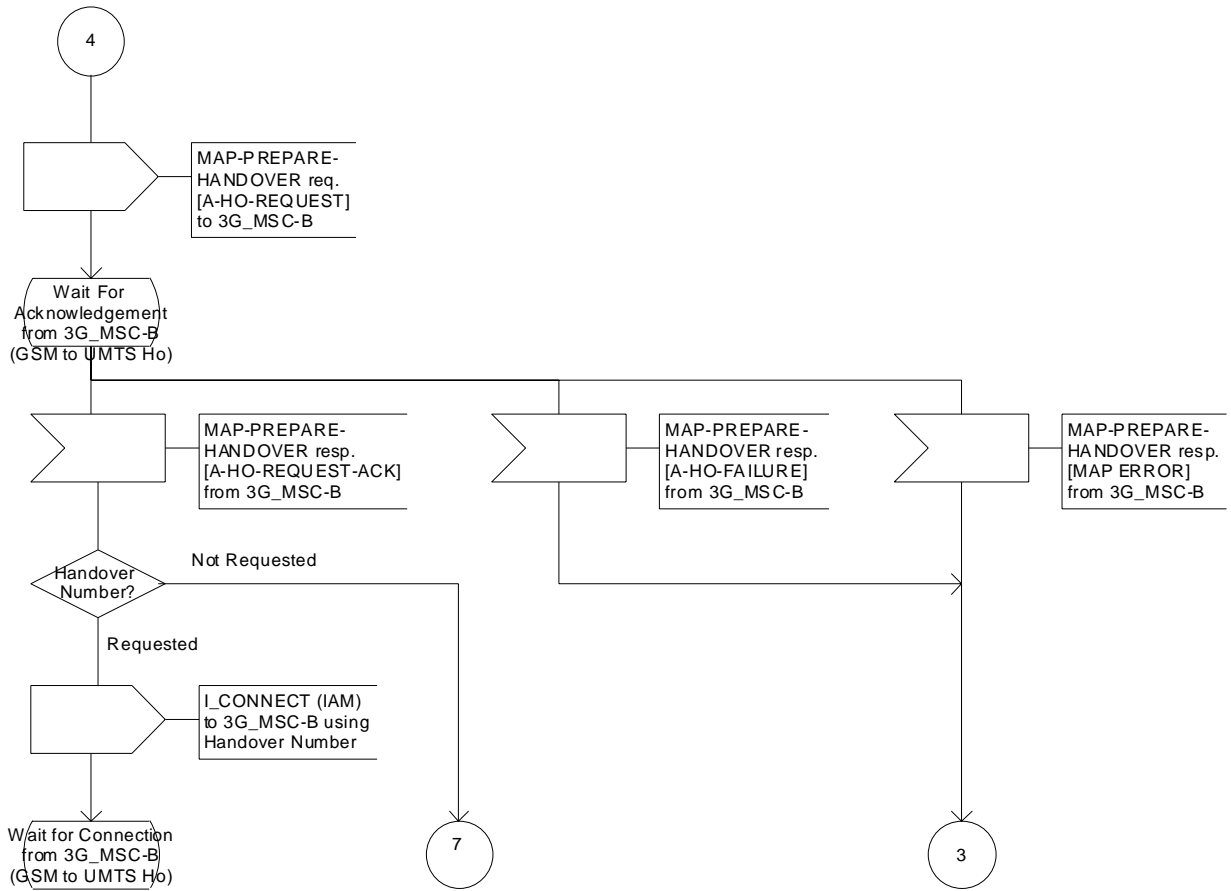 4
MAP-PREPARE-
HANDOVER req.
[A-HO-REQUEST]
to 3G_MSC-B
Wait For
Acknowledgement
from 3G_MSC-B
(GSM to UMTS Ho)
MAP-PREPARE-
HANDOVER resp.
[A-HO-REQUEST-ACK]
from 3G_MSC-B
MAP-PREPARE-
HANDOVER resp.
[A-HO-FAILURE]
from 3G_MSC-B
MAP-PREPARE-
HANDOVER resp.
[MAP ERROR]
from 3G_MSC-B
Handover
Number?
Not Requested
Requested
I_CONNECT (IAM)
to 3G_MSC-B using
Handover Number
Wait for Connection
from 3G_MSC-B
(GSM to UMTS Ho)
7
3